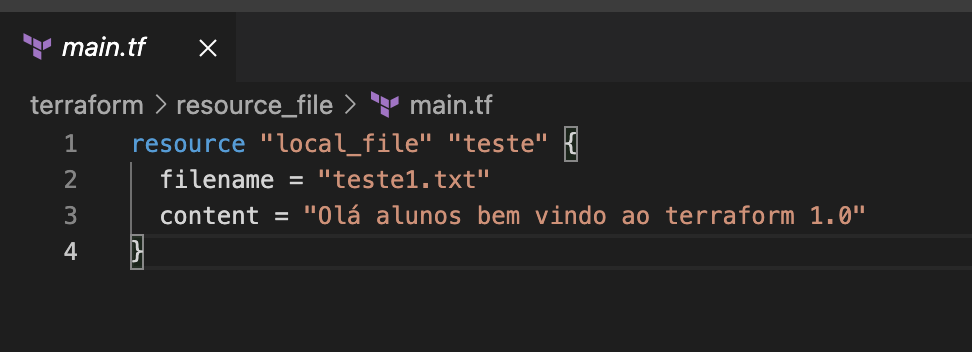 main.tf ×
terraform > resource_file > main.tf
1 resource "local_file" "teste" {
2 filename = "teste1.txt"
3 content = "Olá alunos bem vindo ao terraform 1.0"
4 }